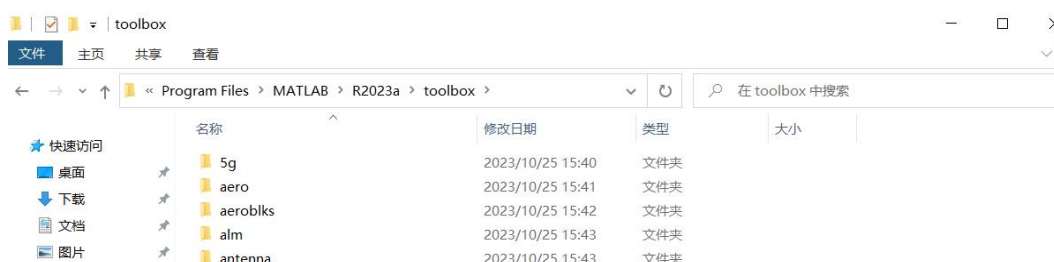 toolbox
文件 主页 共享 查看
« Program Files > MATLAB > R2023a > toolbox > 在 toolbox 中搜索
名称 修改日期 类型 大小
快速访问
桌面
下载
文档
图片
5g 2023/10/25 15:40 文件夹
aero 2023/10/25 15:41 文件夹
aeroblks 2023/10/25 15:42 文件夹
alm 2023/10/25 15:43 文件夹
antenna 2023/10/25 15:43 文件夹